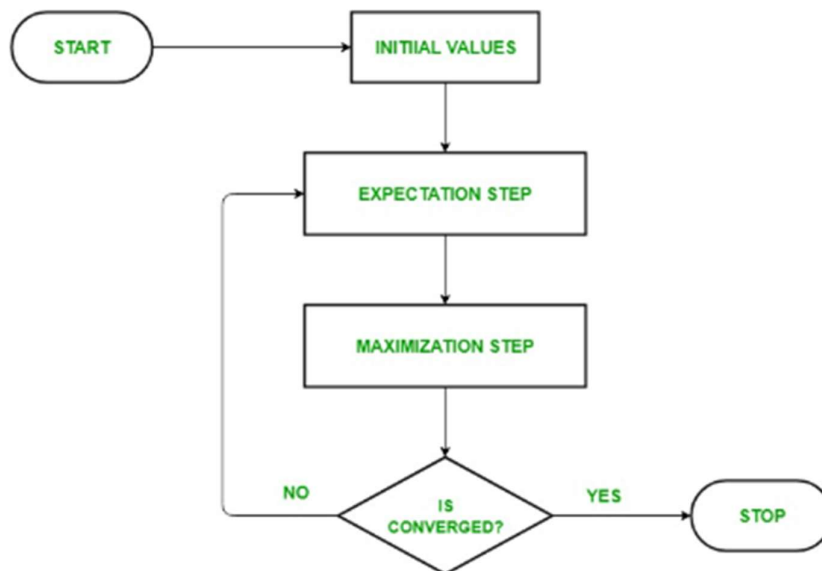 START
INITIIAL VALUES
EXPECTATION STEP
MAXIMIZATION STEP
NO
IS
CONVERGED?
YES
STOP